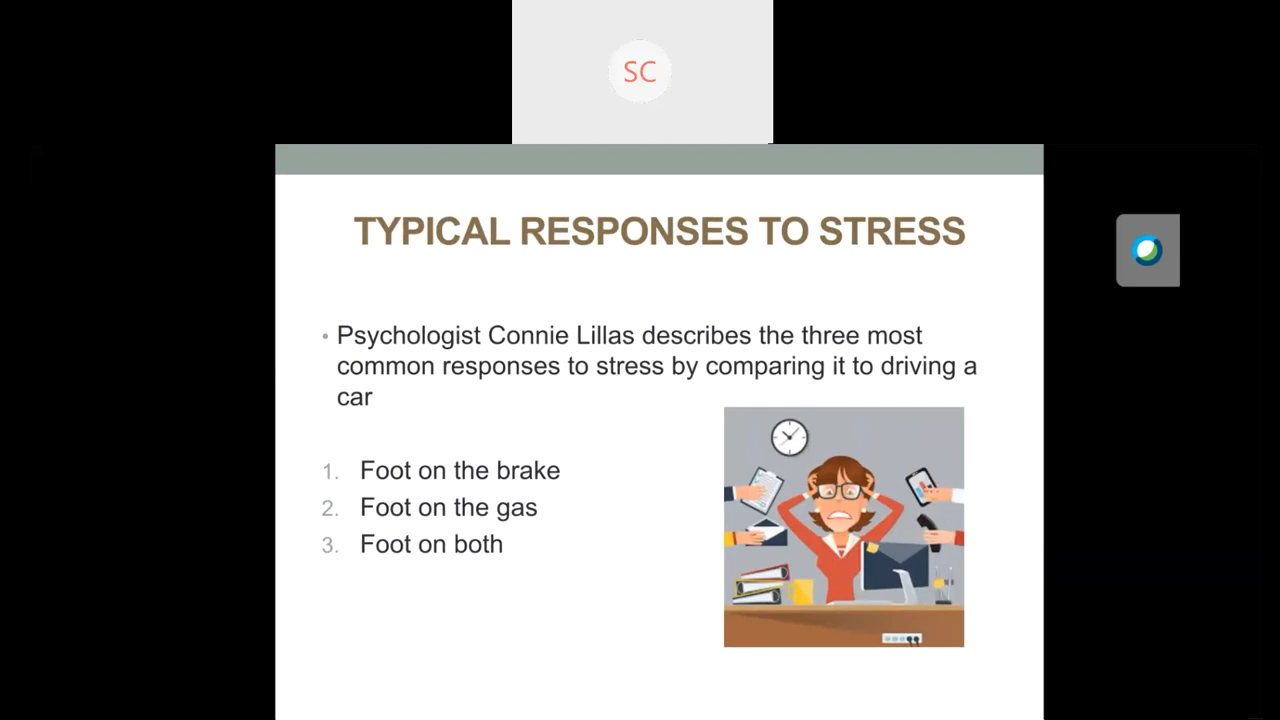 SC
TYPICAL RESPONSES TO STRESS
• Psychologist Connie Lillas describes the three most
common responses to stress by comparing it to driving a
car
1. Foot on the brake
2. Foot on the gas
3. Foot on both